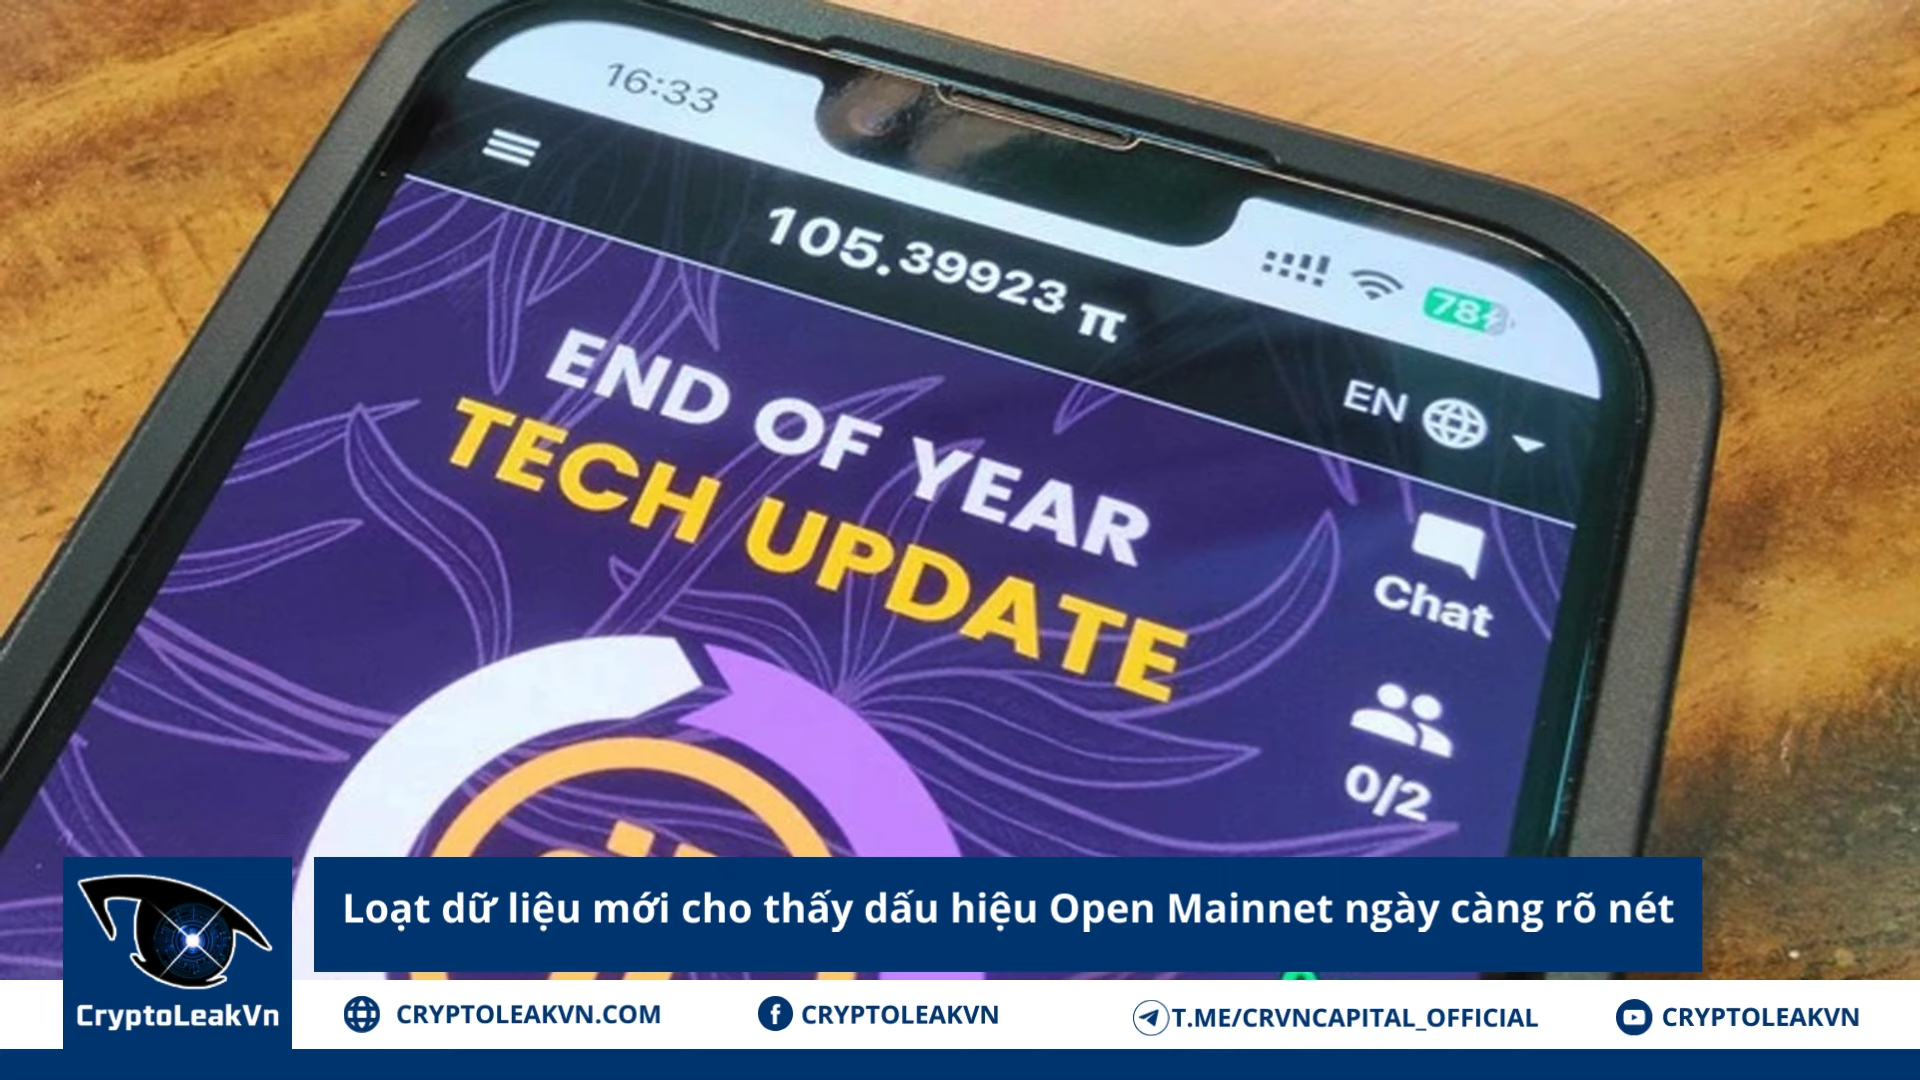 16:33
105.39923 π
78
EN
END OF YEAR
TECH UPDATE
Chat
0/2
Loạt dữ liệu mới cho thấy dấu hiệu Open Mainnet ngày càng rõ nét
CryptoLeakVn
CRYPTOLEAKVN.COM
CRYPTOLEAKVN
T.ME/CRVNCAPITAL_OFFICIAL
CRYPTOLEAKVN